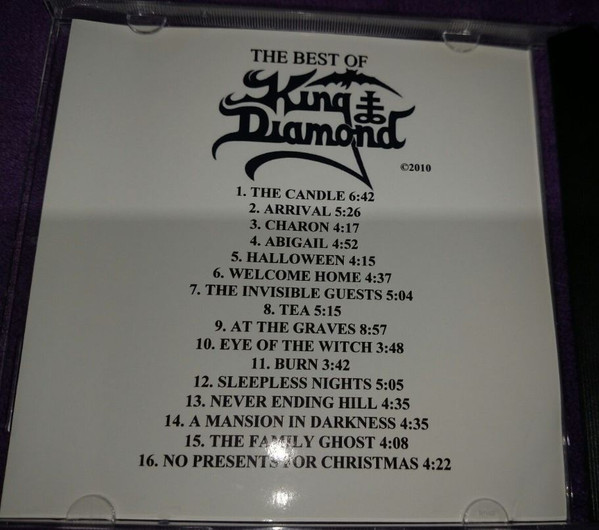 THE BEST OF
King Diamond
©2010
1. THE CANDLE 6:42
2. ARRIVAL 5:26
3. CHARON 4:17
4. ABIGAIL 4:52
5. HALLOWEEN 4:15
6. WELCOME HOME 4:37
7. THE INVISIBLE GUESTS 5:04
8. TEA 5:15
9. AT THE GRAVES 8:57
10. EYE OF THE WITCH 3:48
11. BURN 3:42
12. SLEEPLESS NIGHTS 5:05
13. NEVER ENDING HILL 4:35
14. A MANSION IN DARKNESS 4:35
15. THE FAMILY GHOST 4:08
16. NO PRESENTS FOR CHRISTMAS 4:22